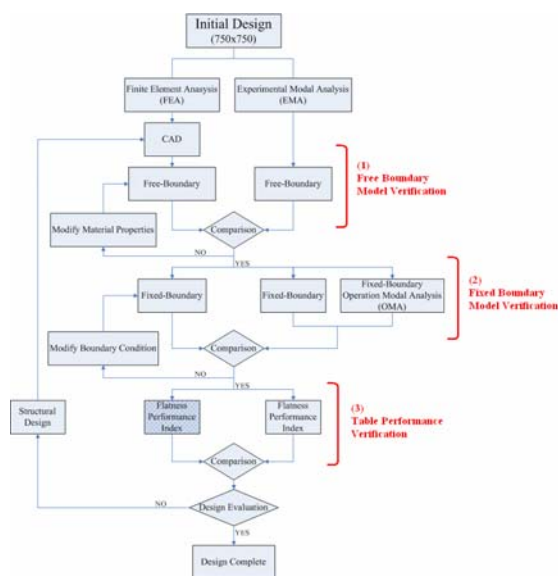 Initial Design
(750x750)
Finite Element Anasysis
(FEA)
Experimental Modal Analysis
(EMA)
CAD
(1)
Free Boundary
Model Verification
Free-Boundary
Free-Boundary
Modify Material Properties
Comparison
NO
YES
Fixed-Boundary
Fixed-Boundary
Fixed-Boundary
Operation Modal Analysis
(OMA)
(2)
Fixed Boundary
Model Verification
Modify Boundary Condition
Comparison
NO
YES
Structural
Design
Flatness
Performance
Index
Flatness
Performance
Index
(3)
Table Performance
Verification
Comparison
NO
Design Evaluation
YES
Design Complete